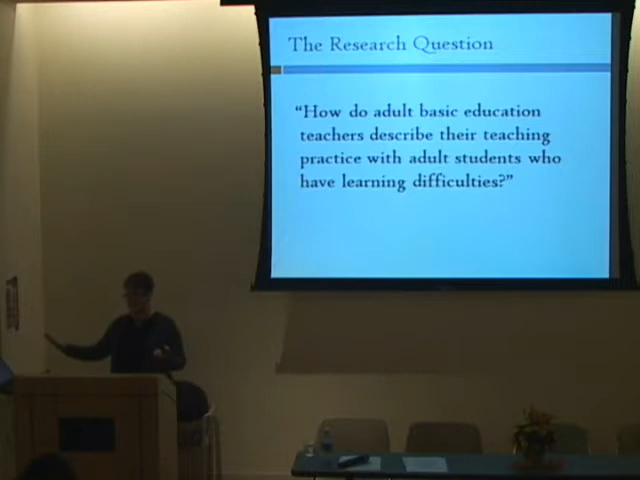 The Research Question
“How do adult basic education
teachers describe their teaching
practice with adult students who
have learning difficulties?”